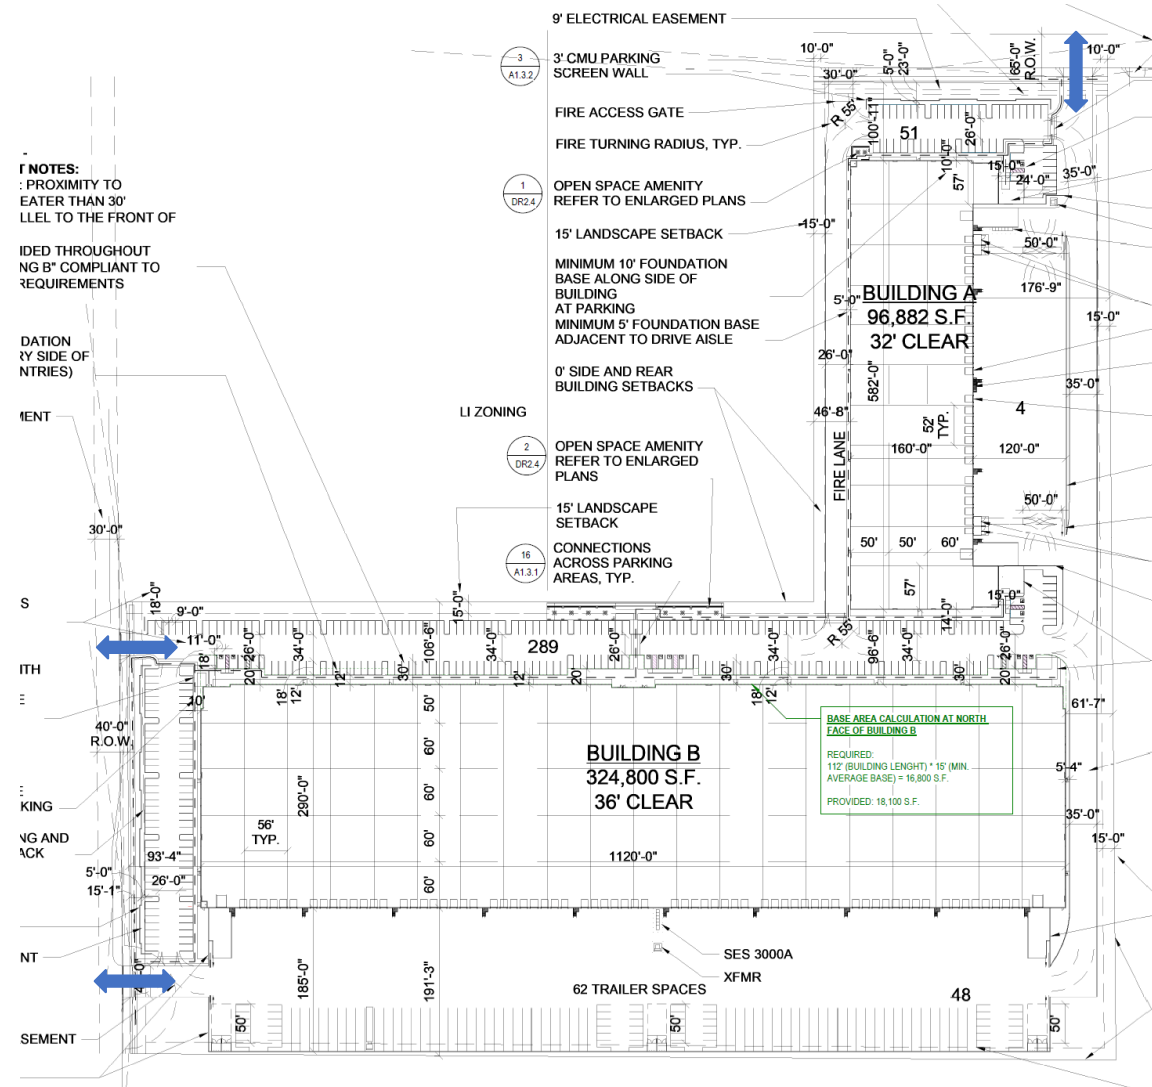 9' ELECTRICAL EASEMENT
3
A1.3.2
3' CMU PARKING
SCREEN WALL
FIRE ACCESS GATE
FIRE TURNING RADIUS, TYP.
1
DR2.4
OPEN SPACE AMENITY
REFER TO ENLARGED PLANS
15' LANDSCAPE SETBACK
MINIMUM 10' FOUNDATION
BASE ALONG SIDE OF
BUILDING
AT PARKING
MINIMUM 5' FOUNDATION BASE
ADJACENT TO DRIVE AISLE
0' SIDE AND REAR
BUILDING SETBACKS
LI ZONING
2
DR2.4
OPEN SPACE AMENITY
REFER TO ENLARGED
PLANS
15' LANDSCAPE
SETBACK
16
A1.3.1
CONNECTIONS
ACROSS PARKING
AREAS, TYP.
T NOTES:
: PROXIMITY TO
EATER THAN 30'
LLEL TO THE FRONT OF
IDED THROUGHOUT
NG B" COMPLIANT TO
REQUIREMENTS
DATION
RY SIDE OF
NTRIES)
MENT
30'-0"
S
ITH
E
40'-0"
R.O.W.
E
KING
NG AND
ACK
NT
SEMENT
10'-0"
30'-0"
5'-0"
23'-0"
65'-0"
R.O.W.
10'-0"
R 55'
100'-11"
51
26'-0"
10'-0"
57'
15'-0"
24'-0"
35'-0"
15'-0"
50'-0"
176'-9"
5'-0"
BUILDING A
96,882 S.F.
32' CLEAR
15'-0"
26'-0"
582'-0"
35'-0"
46'-8"
52'
TYP.
4
160'-0"
120'-0"
FIRE LANE
50'-0"
50'
50'
60'
57'
15'-0"
14'-0"
18'-0"
9'-0"
15'-0"
11'-0"
18'
26'-0"
34'-0"
106'-6"
34'-0"
289
26'-0"
34'-0"
R 55'
96'-6"
34'-0"
26'-0"
20'
12'
30'
12'
20'
30'
30'
20'
18'
12'
18'
12'
50'
61'-7"
BASE AREA CALCULATION AT NORTH
FACE OF BUILDING B
REQUIRED:
112' (BUILDING LENGHT) * 15' (MIN.
AVERAGE BASE) = 16,800 S.F.
PROVIDED: 18,100 S.F.
BUILDING B
324,800 S.F.
36' CLEAR
60'
5'-4"
290'-0"
60'
35'-0"
56'
TYP.
60'
15'-0"
93'-4"
1120'-0"
5'-0"
26'-0"
15'-1"
60'
SES 3000A
XFMR
185'-0"
191'-3"
62 TRAILER SPACES
48
50'
50'
50'